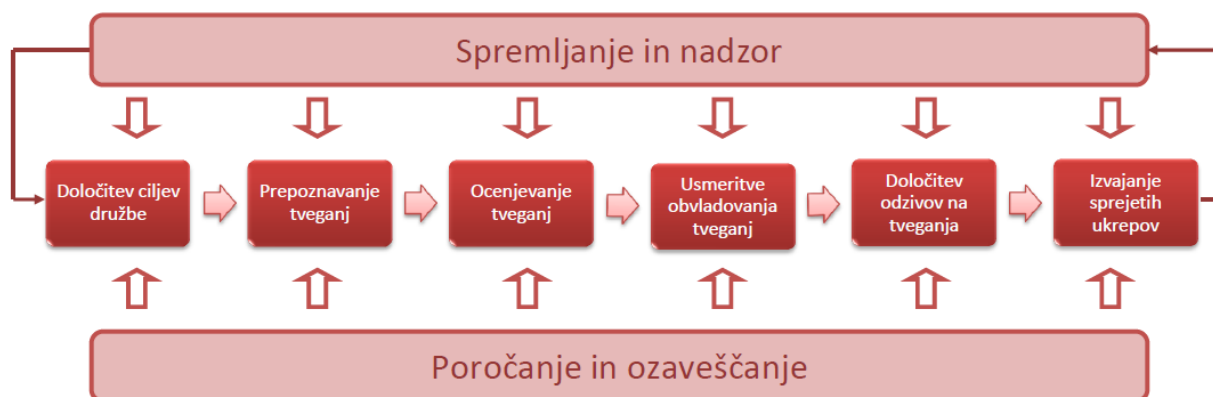 Spremljanje in nadzor
Določitev ciljev
družbe
Prepoznavanje
tveganj
Ocenjevanje
tveganj
Usmeritve
obvladovanja
tveganj
Določitev
odzivov na
tveganja
Izvajanje
sprejetih
ukrepov
Poročanje in ozaveščanje